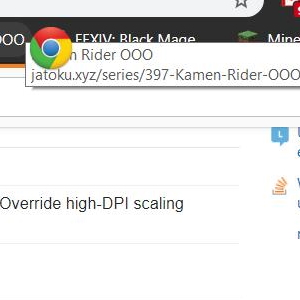 OOO
FFXIV: Black Mage
Mine
Rider OOO
jatoku.xyz/series/397-Kamen-Rider-OOO
Override high-DPI scaling